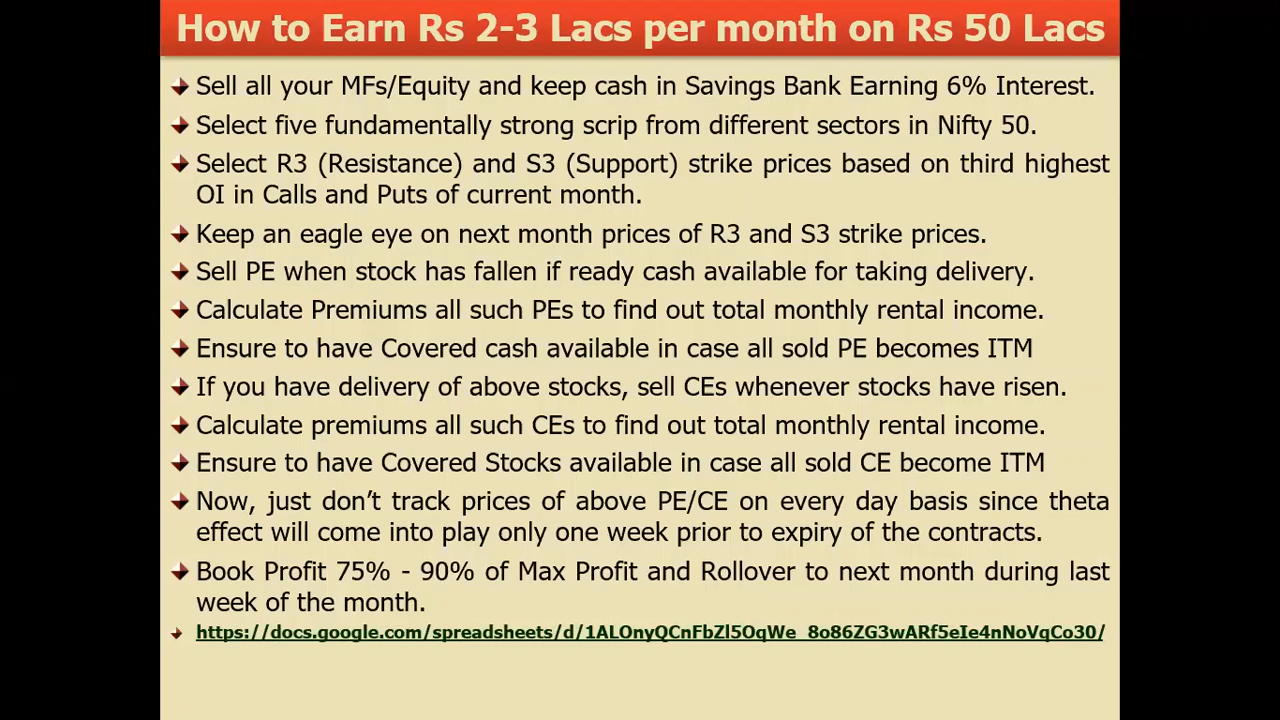 How to Earn Rs 2-3 Lacs per month on Rs 50 Lacs
Sell all your MFs/Equity and keep cash in Savings Bank Earning 6% Interest.
Select five fundamentally strong scrip from different sectors in Nifty 50.
Select R3 (Resistance) and S3 (Support) strike prices based on third highest
OI in Calls and Puts of current month.
Keep an eagle eye on next month prices of R3 and S3 strike prices.
Sell PE when stock has fallen if ready cash available for taking delivery.
Calculate Premiums all such PEs to find out total monthly rental income.
Ensure to have Covered cash available in case all sold PE becomes ITM
If you have delivery of above stocks, sell CEs whenever stocks have risen.
Calculate premiums all such CEs to find out total monthly rental income.
Ensure to have Covered Stocks available in case all sold CE become ITM
Now, just don't track prices of above PE/CE on every day basis since theta
effect will come into play only one week prior to expiry of the contracts.
Book Profit 75% - 90% of Max Profit and Rollover to next month during last
week of the month.
https://docs.google.com/spreadsheets/d/1ALOnyQCnFbZl5OqWe_8o86ZG3wARf5eIe4nNoVqCo30/